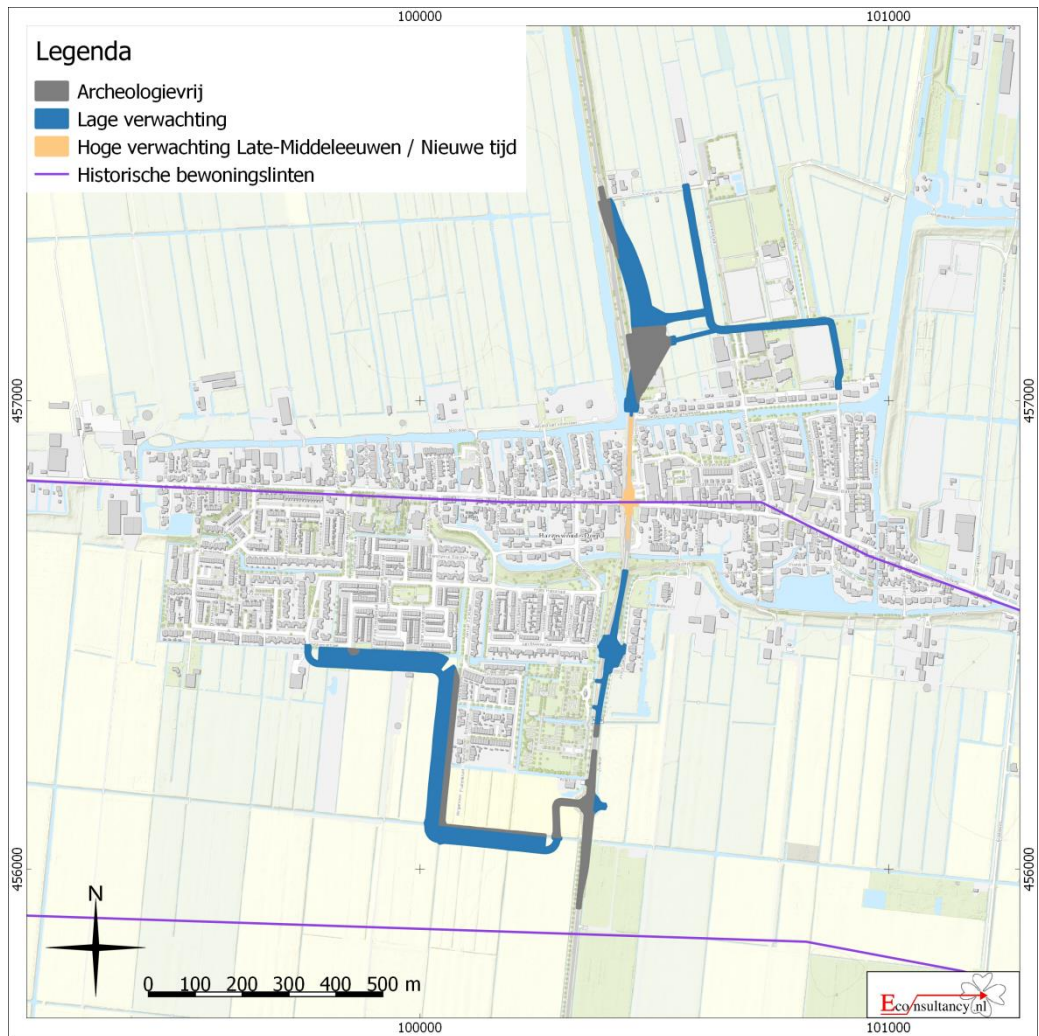 100000
101000
Legenda
Archeologievrij
Lage verwachting
Hoge verwachting Late-Middeleeuwen / Nieuwe tijd
Historische bewoningslinten
457000
457000
456000
456000
N
0 100 200 300 400 500 m
Econsultancy.nl
100000
101000